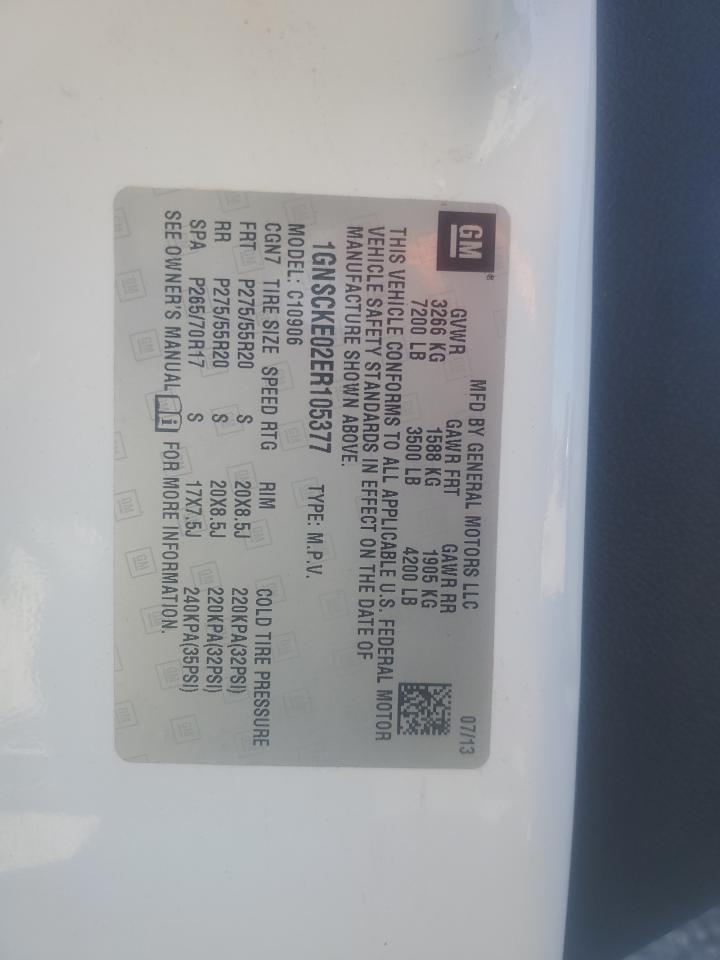 GM®
MFD BY GENERAL MOTORS LLC 07/13
GVWR GAWR FRT GAWR RR
3266 KG 1588 KG 1905 KG
7200 LB 3500 LB 4200 LB
THIS VEHICLE CONFORMS TO ALL APPLICABLE U.S. FEDERAL MOTOR
VEHICLE SAFETY STANDARDS IN EFFECT ON THE DATE OF
MANUFACTURE SHOWN ABOVE.
1GNSCKE02ER105377 TYPE: M.P.V.
MODEL: C10906
CGN7 TIRE SIZE SPEED RTG RIM COLD TIRE PRESSURE
FRT P275/55R20 S 20X8.5J 220KPA(32PSI)
RR P275/55R20 S 20X8.5J 220KPA(32PSI)
SPA P265/70R17 S 17X7.5J 240KPA(35PSI)
SEE OWNER'S MANUAL i FOR MORE INFORMATION.